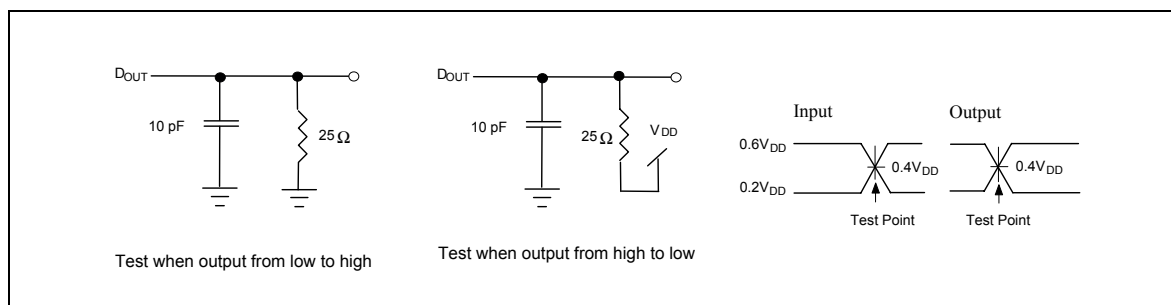 DOUT
10 pF
25Ω
Test when output from low to high
DOUT
10 pF
25Ω
VDD
Test when output from high to low
Input
0.6VDD
0.2VDD
0.4VDD
Test Point
Output
0.4VDD
Test Point